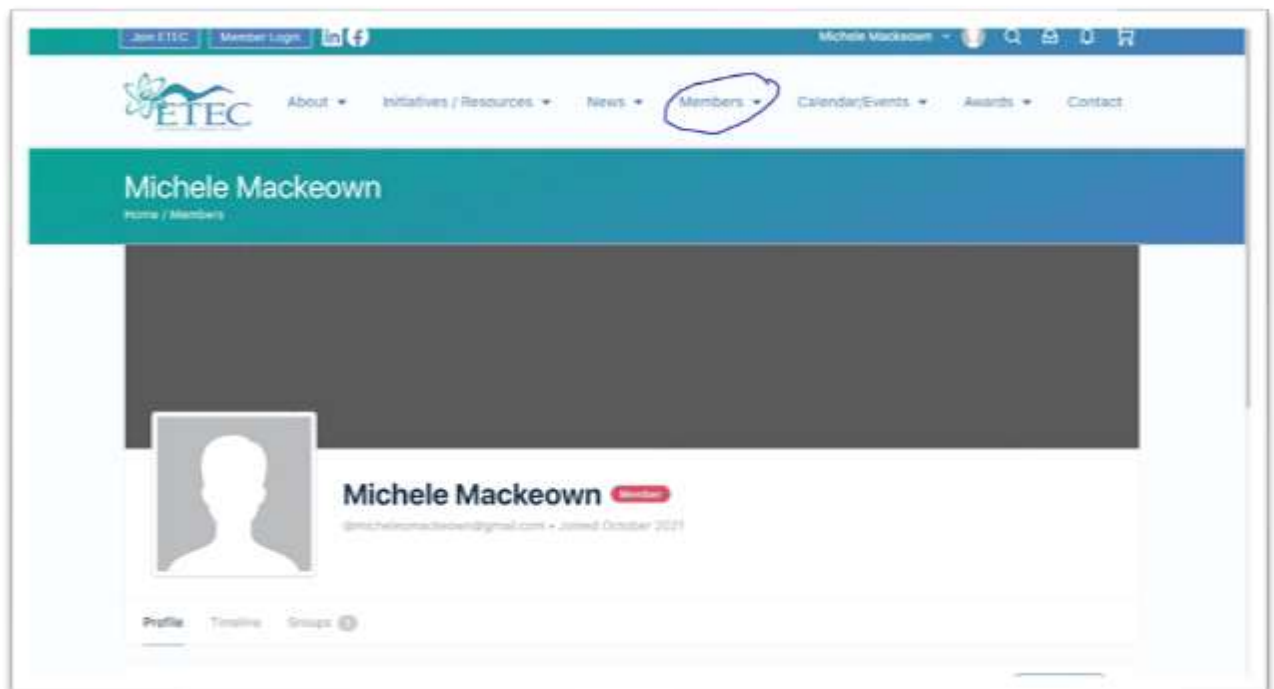 Join ETEC Member Login in f Michele Mackeown
ETEC About Initiatives / Resources News Members Calendar/Events Awards Contact
Michele Mackeown
Home / Members
Michele Mackeown Member
Joined October 2021
Profile Timeline Groups